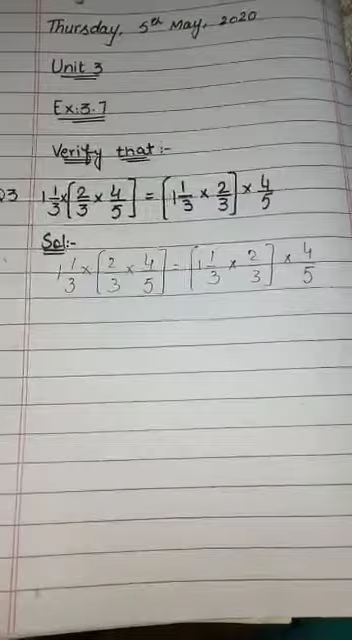 Thursday, 5th May, 2020
Unit 3
Ex:3.7
Verify that:-
Q3 1 1/3 × [2/3 × 4/5] = [1 1/3 × 2/3] × 4/5
Sol:-
1 1/3 × [2/3 × 4/5] = [1 1/3 × 2/3] × 4/5